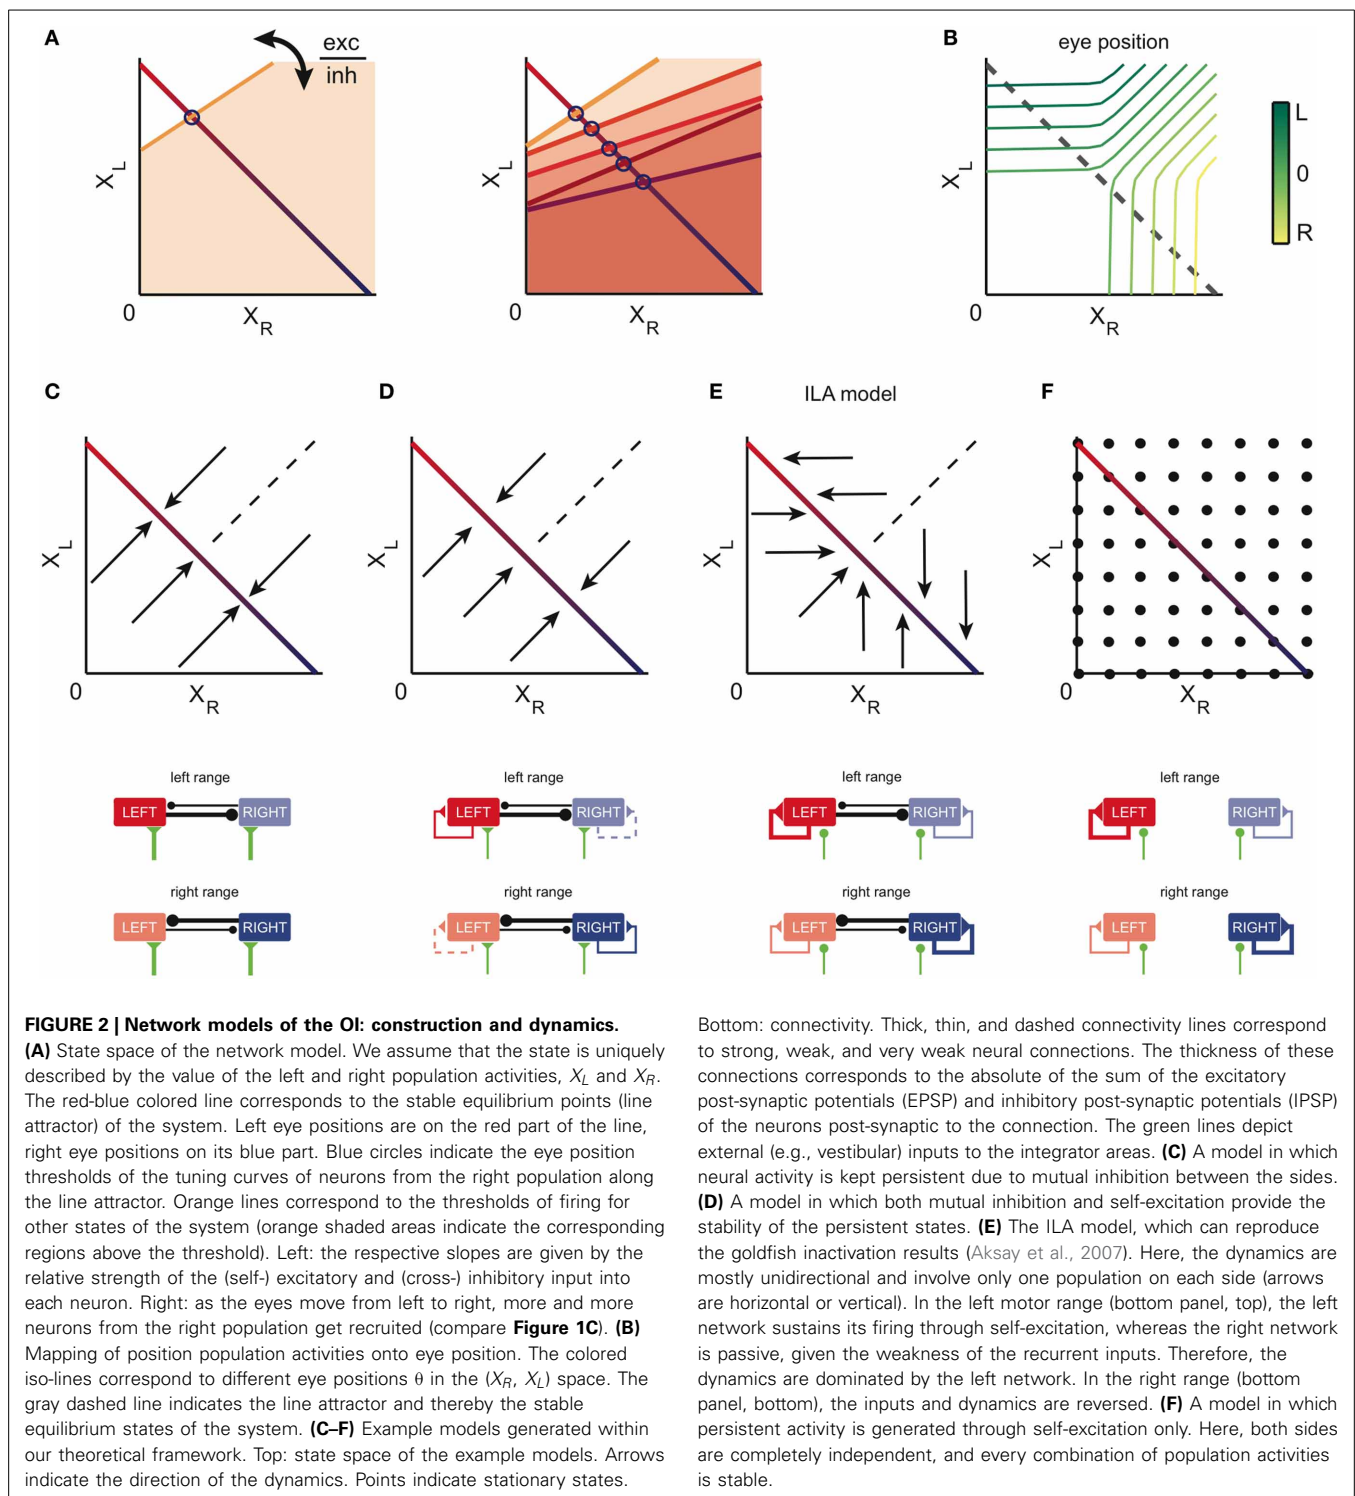 A
exc
inh
X_L
0
X_R
X_L
0
X_R
B
eye position
X_L
0
X_R
L
0
R
C
X_L
0
X_R
D
X_L
0
X_R
E
ILA model
X_L
0
X_R
F
X_L
0
X_R
left range
LEFT
RIGHT
right range
LEFT
RIGHT
left range
LEFT
RIGHT
right range
LEFT
RIGHT
left range
LEFT
RIGHT
right range
LEFT
RIGHT
left range
LEFT
RIGHT
right range
LEFT
RIGHT
FIGURE 2 | Network models of the OI: construction and dynamics.
(A) State space of the network model. We assume that the state is uniquely
described by the value of the left and right population activities, X_L and X_R.
The red-blue colored line corresponds to the stable equilibrium points (line
attractor) of the system. Left eye positions are on the red part of the line,
right eye positions on its blue part. Blue circles indicate the eye position
thresholds of the tuning curves of neurons from the right population along
the line attractor. Orange lines correspond to the thresholds of firing for
other states of the system (orange shaded areas indicate the corresponding
regions above the threshold). Left: the respective slopes are given by the
relative strength of the (self-) excitatory and (cross-) inhibitory input into
each neuron. Right: as the eyes move from left to right, more and more
neurons from the right population get recruited (compare Figure 1C). (B)
Mapping of position population activities onto eye position. The colored
iso-lines correspond to different eye positions θ in the (X_R, X_L) space. The
gray dashed line indicates the line attractor and thereby the stable
equilibrium states of the system. (C–F) Example models generated within
our theoretical framework. Top: state space of the example models. Arrows
indicate the direction of the dynamics. Points indicate stationary states.
Bottom: connectivity. Thick, thin, and dashed connectivity lines correspond
to strong, weak, and very weak neural connections. The thickness of these
connections corresponds to the absolute of the sum of the excitatory
post-synaptic potentials (EPSP) and inhibitory post-synaptic potentials (IPSP)
of the neurons post-synaptic to the connection. The green lines depict
external (e.g., vestibular) inputs to the integrator areas. (C) A model in which
neural activity is kept persistent due to mutual inhibition between the sides.
(D) A model in which both mutual inhibition and self-excitation provide the
stability of the persistent states. (E) The ILA model, which can reproduce
the goldfish inactivation results (Aksay et al., 2007). Here, the dynamics are
mostly unidirectional and involve only one population on each side (arrows
are horizontal or vertical). In the left motor range (bottom panel, top), the left
network sustains its firing through self-excitation, whereas the right network
is passive, given the weakness of the recurrent inputs. Therefore, the
dynamics are dominated by the left network. In the right range (bottom
panel, bottom), the inputs and dynamics are reversed. (F) A model in which
persistent activity is generated through self-excitation only. Here, both sides
are completely independent, and every combination of population activities
is stable.